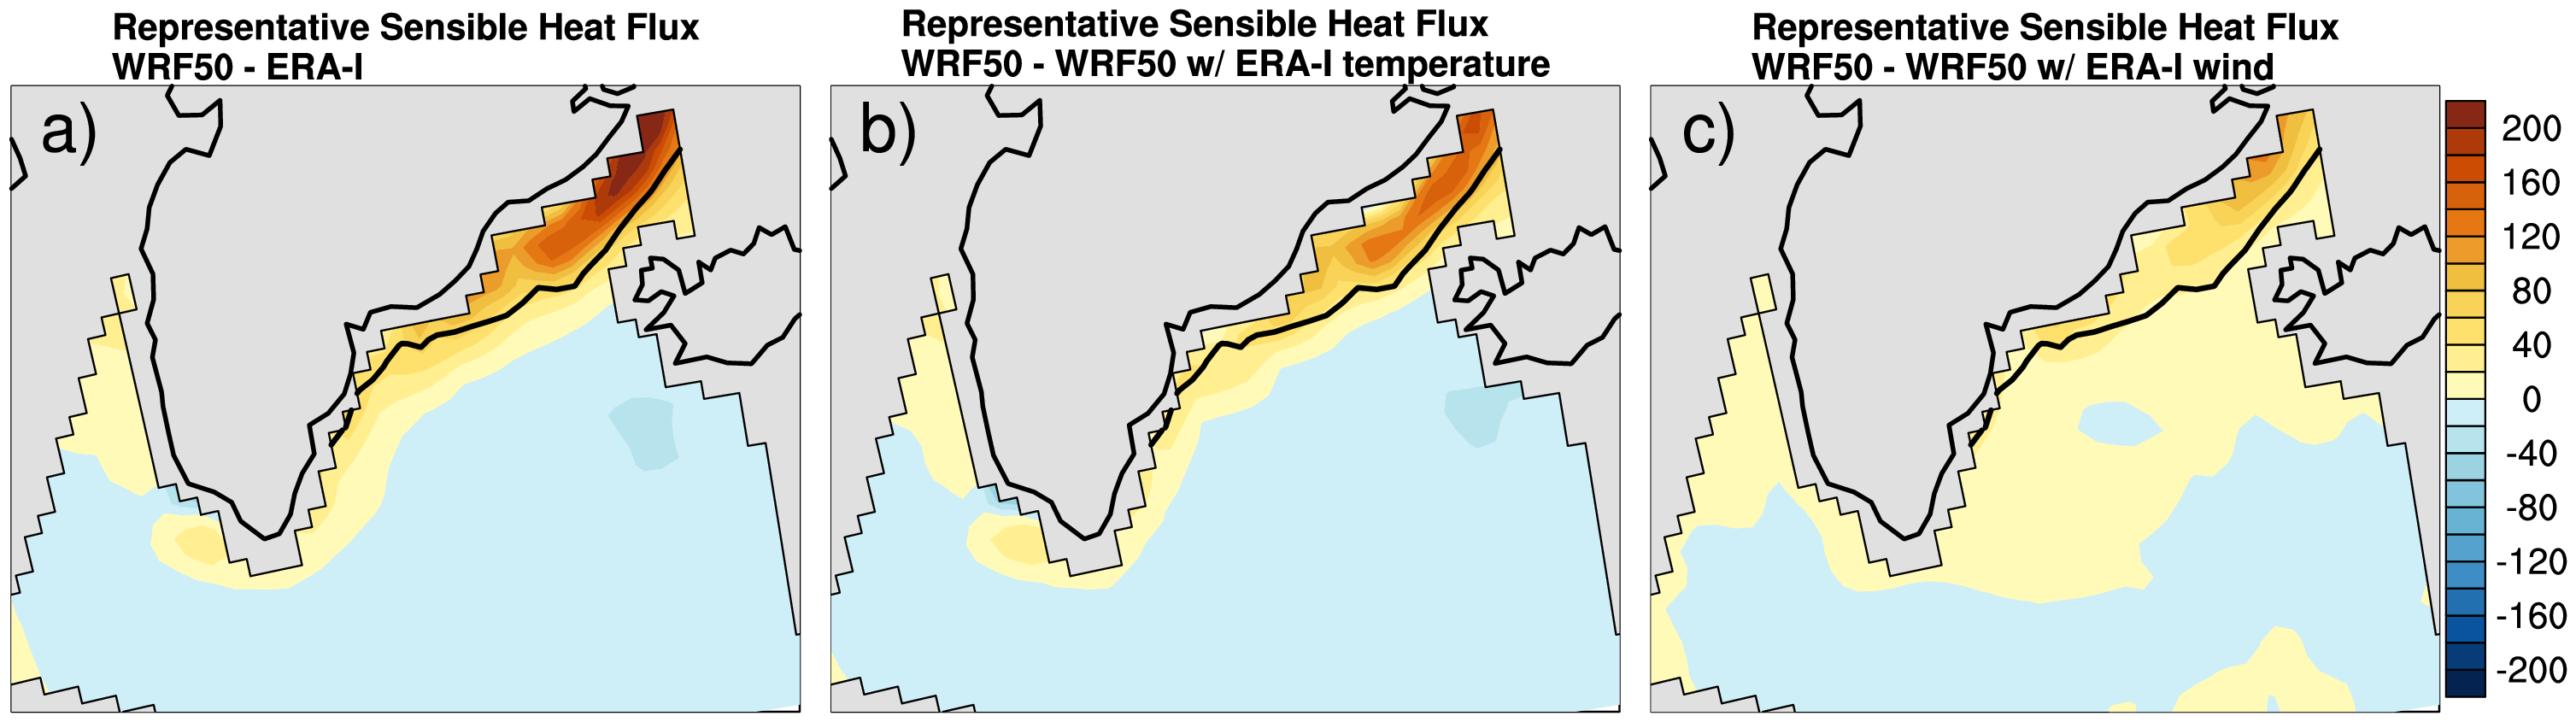 Representative Sensible Heat Flux
WRF50 - ERA-I
a)
Representative Sensible Heat Flux
WRF50 - WRF50 w/ ERA-I temperature
b)
Representative Sensible Heat Flux
WRF50 - WRF50 w/ ERA-I wind
c)
200
160
120
80
40
0
-40
-80
-120
-160
-200